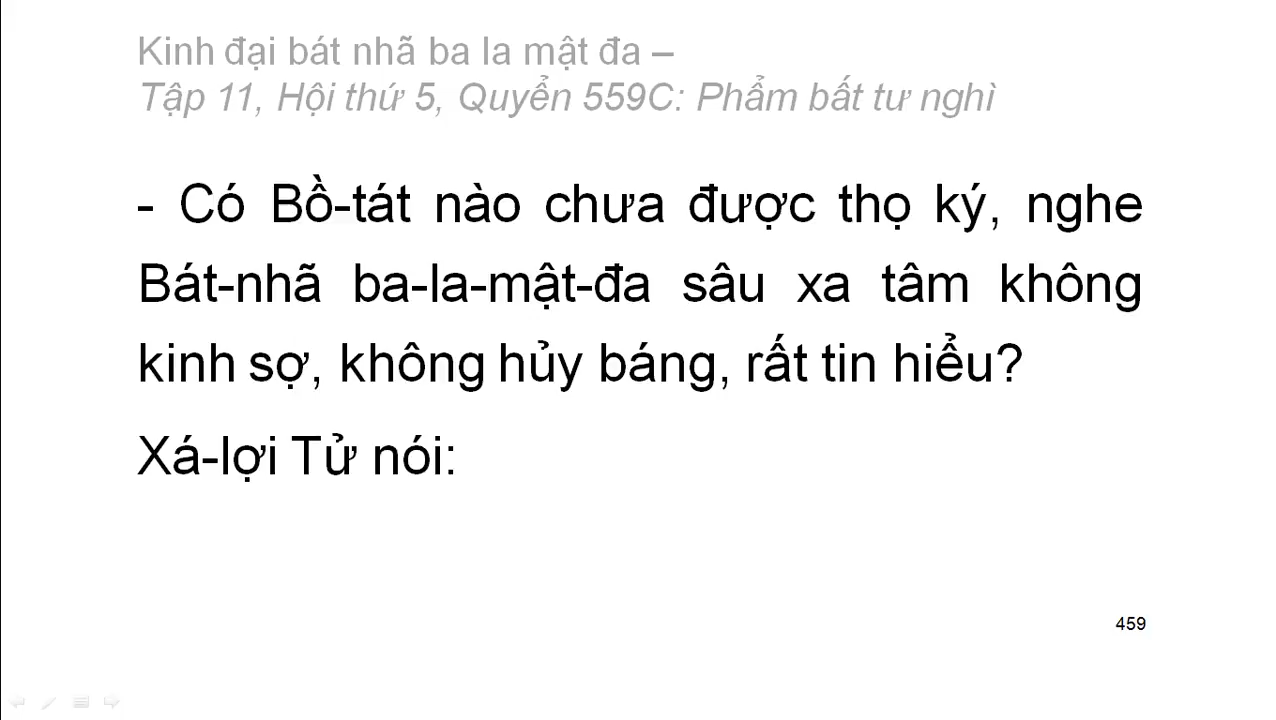 Kinh đại bát nhã ba la mật đa –
Tập 11, Hội thứ 5, Quyển 559C: Phẩm bất tư nghì
- Có Bồ-tát nào chưa được thọ ký, nghe
Bát-nhã ba-la-mật-đa sâu xa tâm không
kinh sợ, không hủy báng, rất tin hiểu?
Xá-lợi Tử nói:
459